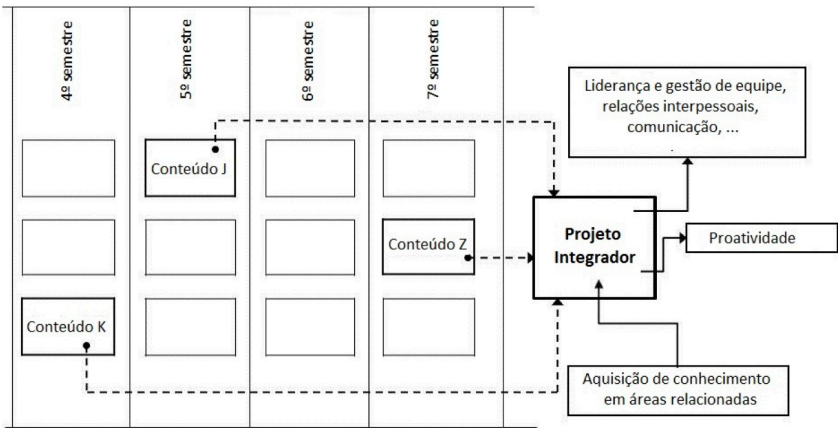 4º semestre
5º semestre
6º semestre
7º semestre
Conteúdo J
Conteúdo Z
Conteúdo K
Projeto
Integrador
Liderança e gestão de equipe,
relações interpessoais,
comunicação, ...
.
Proatividade
Aquisição de conhecimento
em áreas relacionadas